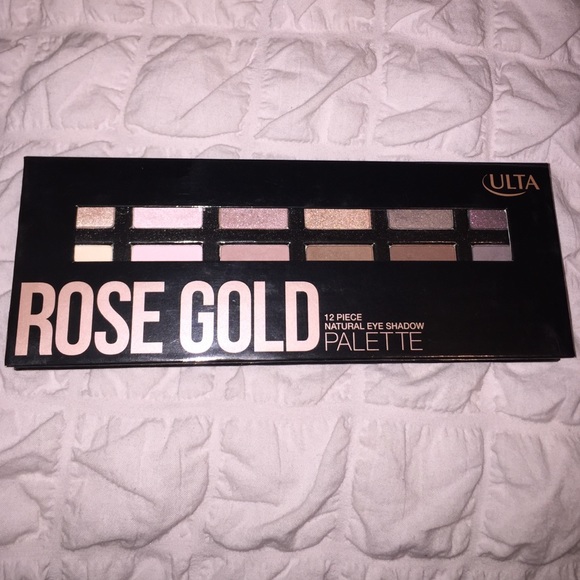 ULTA
ROSE GOLD
12 PIECE
NATURAL EYE SHADOW
PALETTE